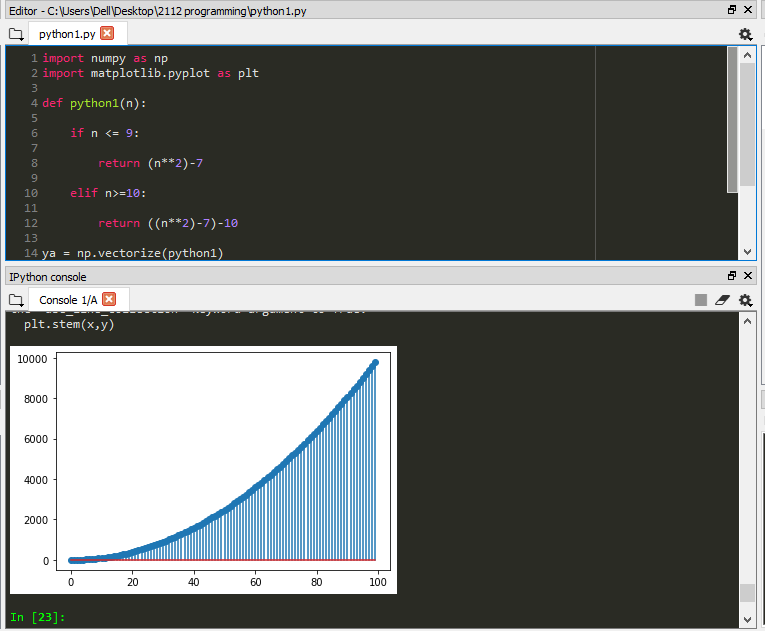 Editor - C:\Users\Dell\Desktop\2112 programming\python1.py
python1.py
1 import numpy as np
2 import matplotlib.pyplot as plt
3
4 def python1(n):
5
6 if n <= 9:
7
8 return (n**2)-7
9
10 elif n>=10:
11
12 return ((n**2)-7)-10
13
14 ya = np.vectorize(python1)
IPython console
Console 1/A
plt.stem(x,y)
10000
8000
6000
4000
2000
0
0 20 40 60 80 100
In [23]: